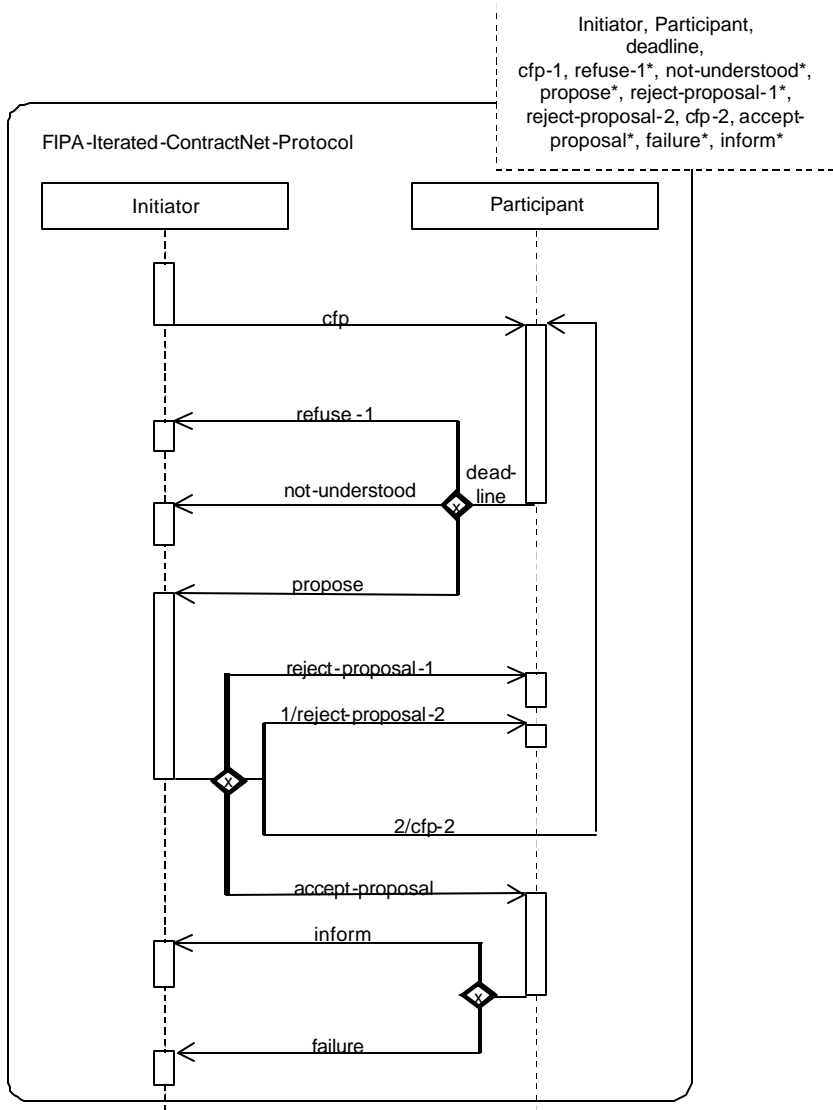 Initiator, Participant,
deadline,
cfp-1, refuse-1*, not-understood*,
propose*, reject-proposal-1*,
reject-proposal-2, cfp-2, accept-
proposal*, failure*, inform*
FIPA-Iterated-ContractNet-Protocol
Initiator
Participant
cfp
refuse-1
dead-
line
not-understood
x
propose
reject-proposal-1
1/reject-proposal-2
x
2/cfp-2
accept-proposal
inform
x
failure